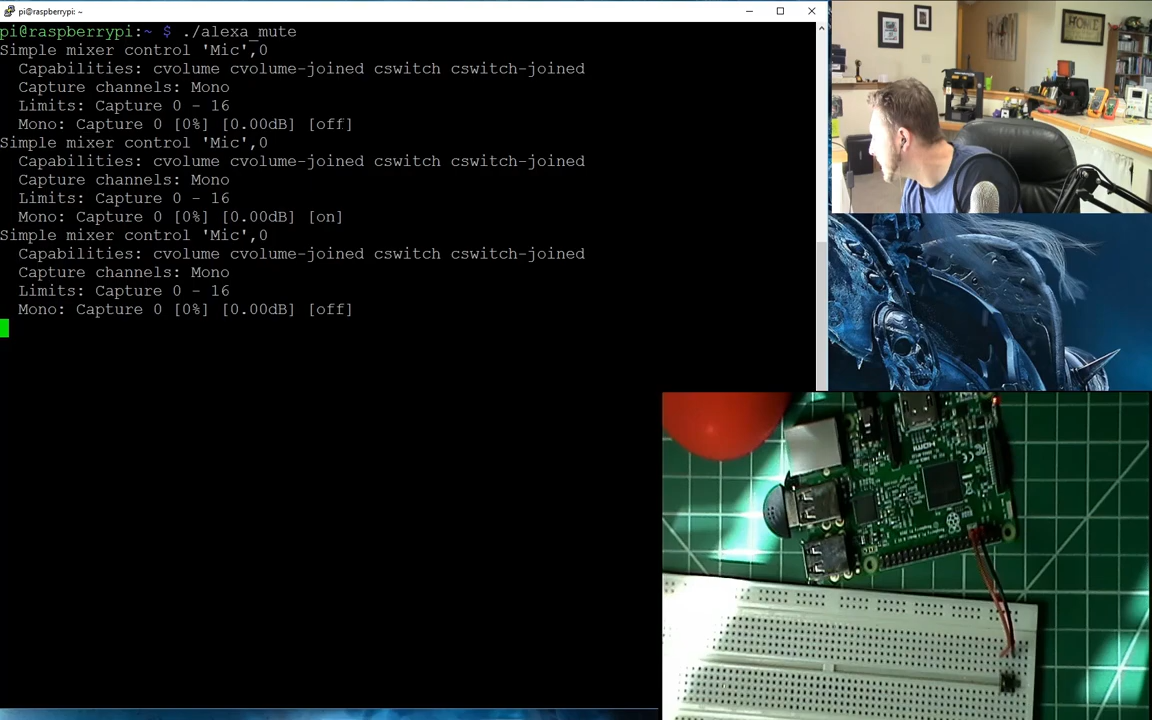 pi@raspberrypi: ~
pi@raspberrypi:~ $ ./alexa_mute
Simple mixer control 'Mic',0
  Capabilities: cvolume cvolume-joined cswitch cswitch-joined
  Capture channels: Mono
  Limits: Capture 0 - 16
  Mono: Capture 0 [0%] [0.00dB] [off]
Simple mixer control 'Mic',0
  Capabilities: cvolume cvolume-joined cswitch cswitch-joined
  Capture channels: Mono
  Limits: Capture 0 - 16
  Mono: Capture 0 [0%] [0.00dB] [on]
Simple mixer control 'Mic',0
  Capabilities: cvolume cvolume-joined cswitch cswitch-joined
  Capture channels: Mono
  Limits: Capture 0 - 16
  Mono: Capture 0 [0%] [0.00dB] [off]
HOME
HDMI